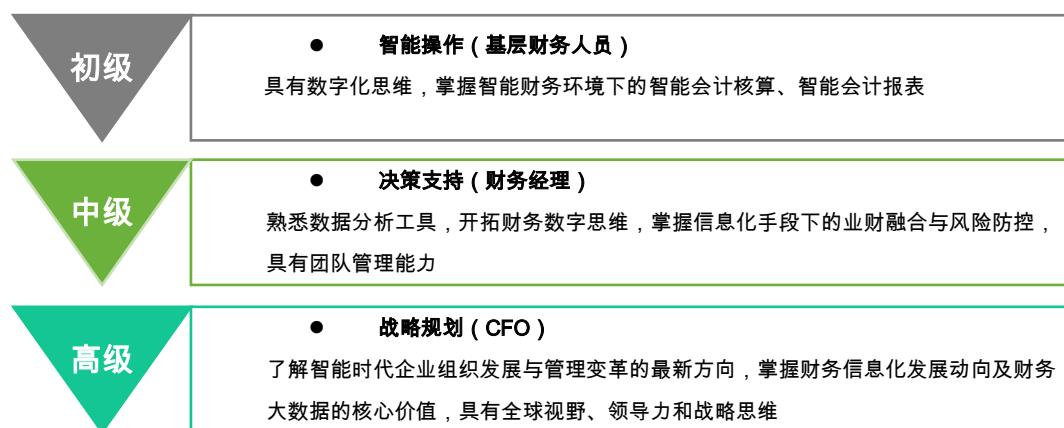 初级
● 智能操作（基层财务人员）
具有数字化思维，掌握智能财务环境下的智能会计核算、智能会计报表
中级
● 决策支持（财务经理）
熟悉数据分析工具，开拓财务数字思维，掌握信息化手段下的业财融合与风险防控，
具有团队管理能力
高级
● 战略规划（CFO）
了解智能时代企业组织发展与管理变革的最新方向，掌握财务信息化发展动向及财务
大数据的核心价值，具有全球视野、领导力和战略思维